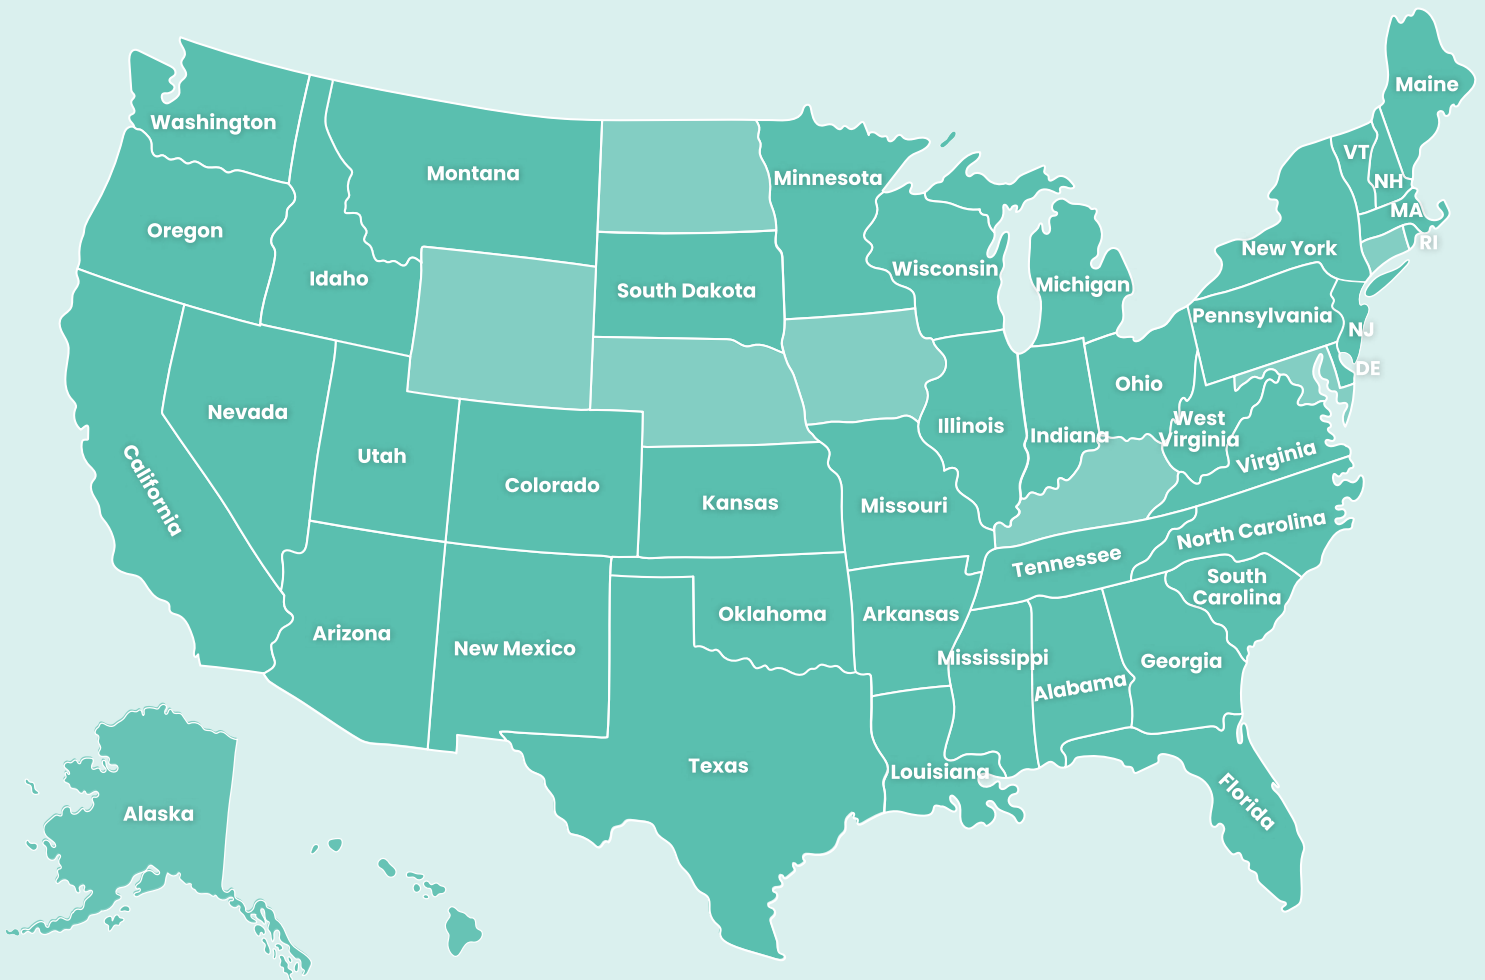 Maine
Washington
VT
Montana
Minnesota
NH
MA
Oregon
RI
New York
Wisconsin
Idaho
Michigan
South Dakota
Pennsylvania
NJ
DE
Ohio
Nevada
West
Virginia
Illinois
Indiana
Utah
Virginia
Colorado
California
Kansas
Missouri
North Carolina
Tennessee
South
Carolina
Oklahoma
Arkansas
Arizona
New Mexico
Mississippi
Georgia
Alabama
Texas
Louisiana
Florida
Alaska